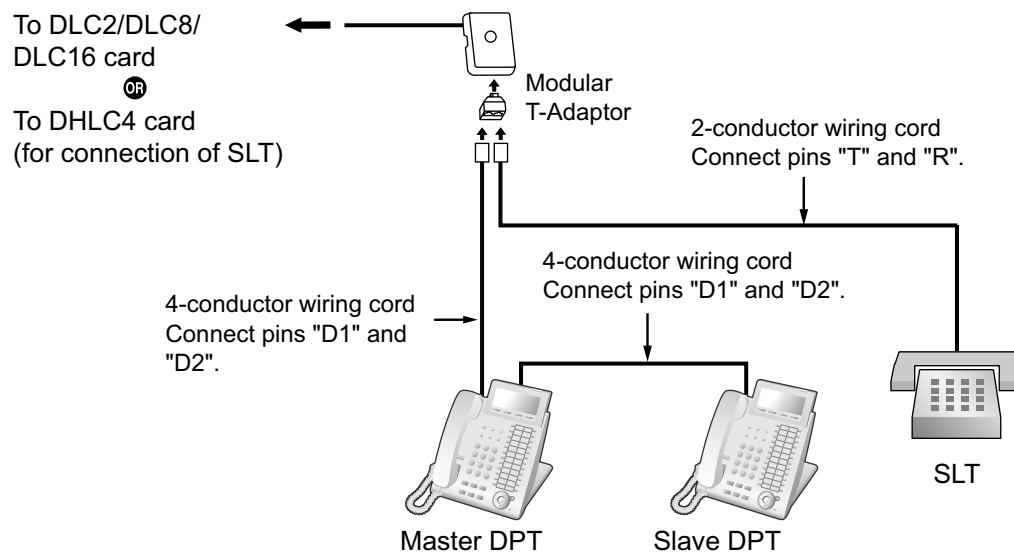 To DLC2/DLC8/
DLC16 card
OR
To DHLC4 card
(for connection of SLT)
Modular
T-Adaptor
2-conductor wiring cord
Connect pins "T" and "R".
4-conductor wiring cord
Connect pins "D1" and "D2".
4-conductor wiring cord
Connect pins "D1" and
"D2".
SLT
Master DPT
Slave DPT